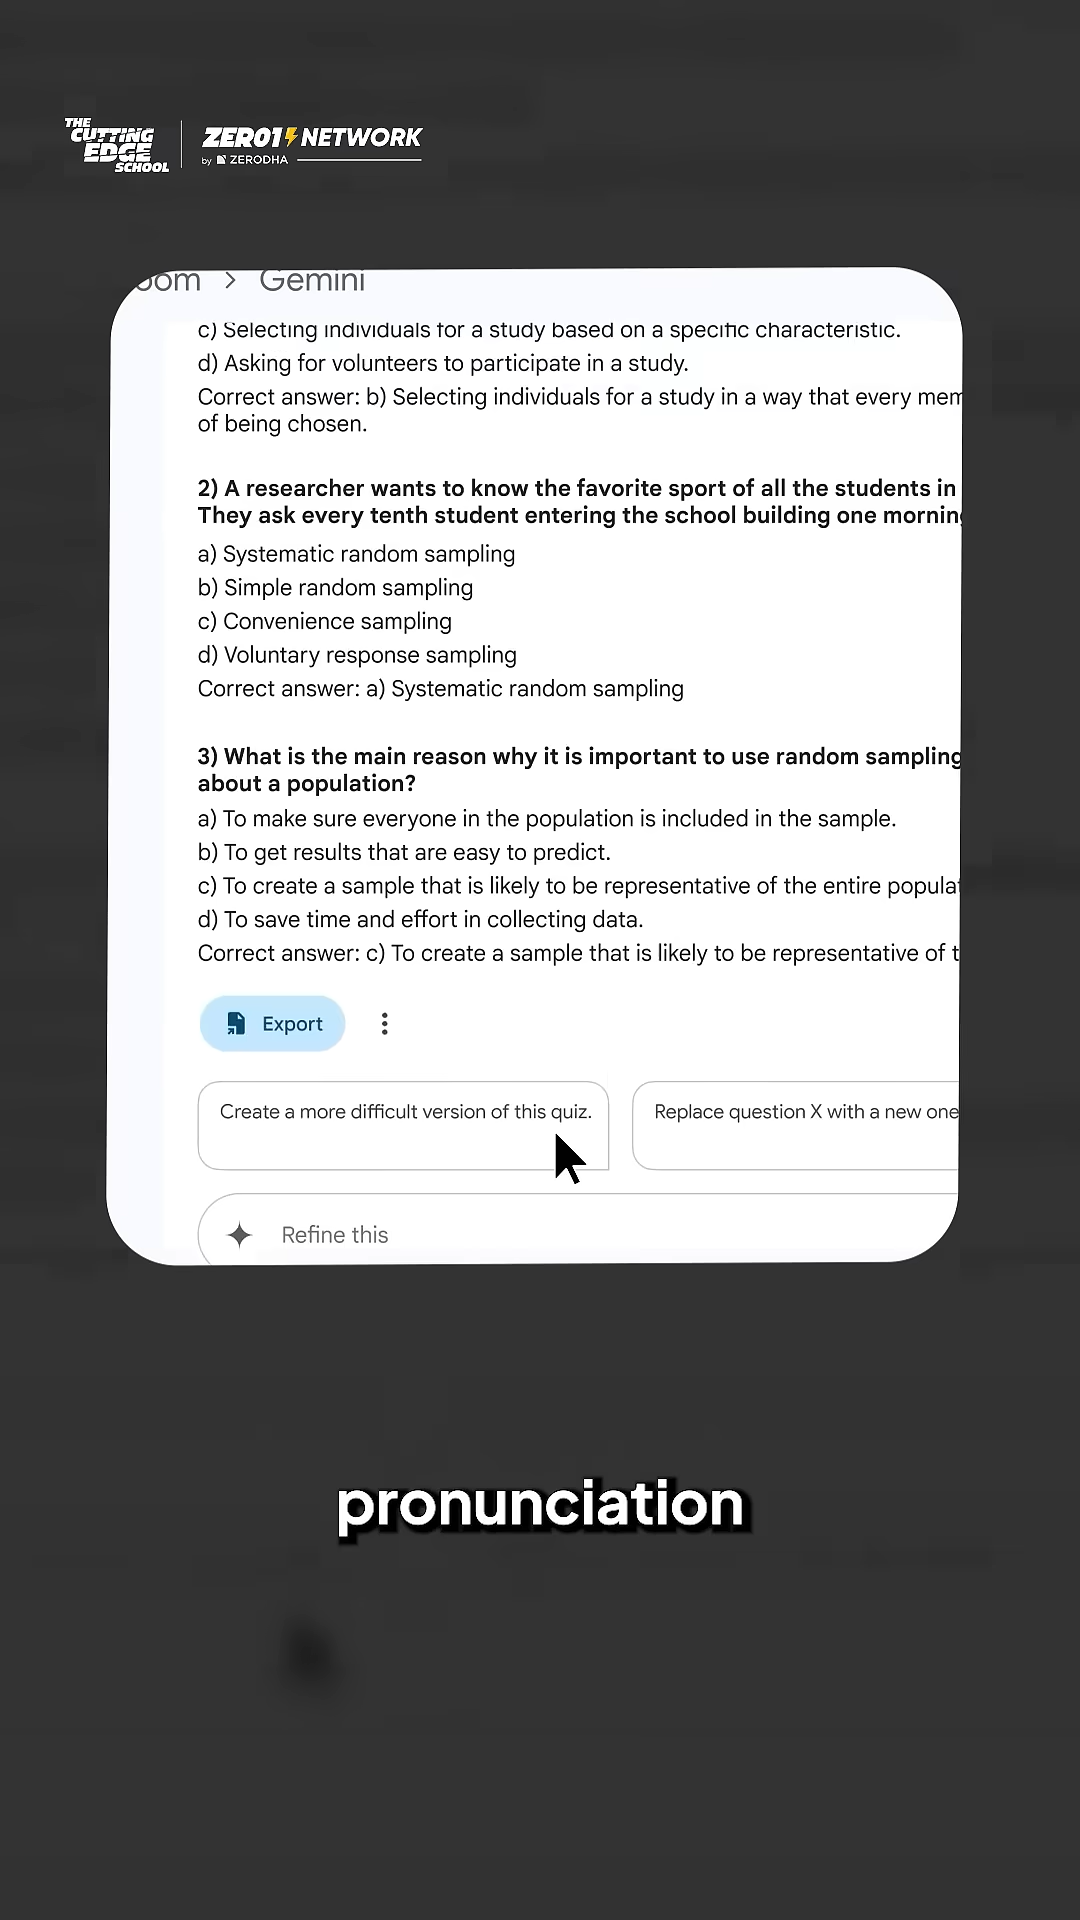 THE
CUTTING
EDGE
SCHOOL
ZERO1 NETWORK
by ZERODHA
oom > Gemini
c) Selecting individuals for a study based on a specific characteristic.
d) Asking for volunteers to participate in a study.
Correct answer: b) Selecting individuals for a study in a way that every mem
of being chosen.
2) A researcher wants to know the favorite sport of all the students in
They ask every tenth student entering the school building one morning
a) Systematic random sampling
b) Simple random sampling
c) Convenience sampling
d) Voluntary response sampling
Correct answer: a) Systematic random sampling
3) What is the main reason why it is important to use random sampling
about a population?
a) To make sure everyone in the population is included in the sample.
b) To get results that are easy to predict.
c) To create a sample that is likely to be representative of the entire populat
d) To save time and effort in collecting data.
Correct answer: c) To create a sample that is likely to be representative of t
Export
Create a more difficult version of this quiz.
Replace question X with a new one
Refine this
pronunciation